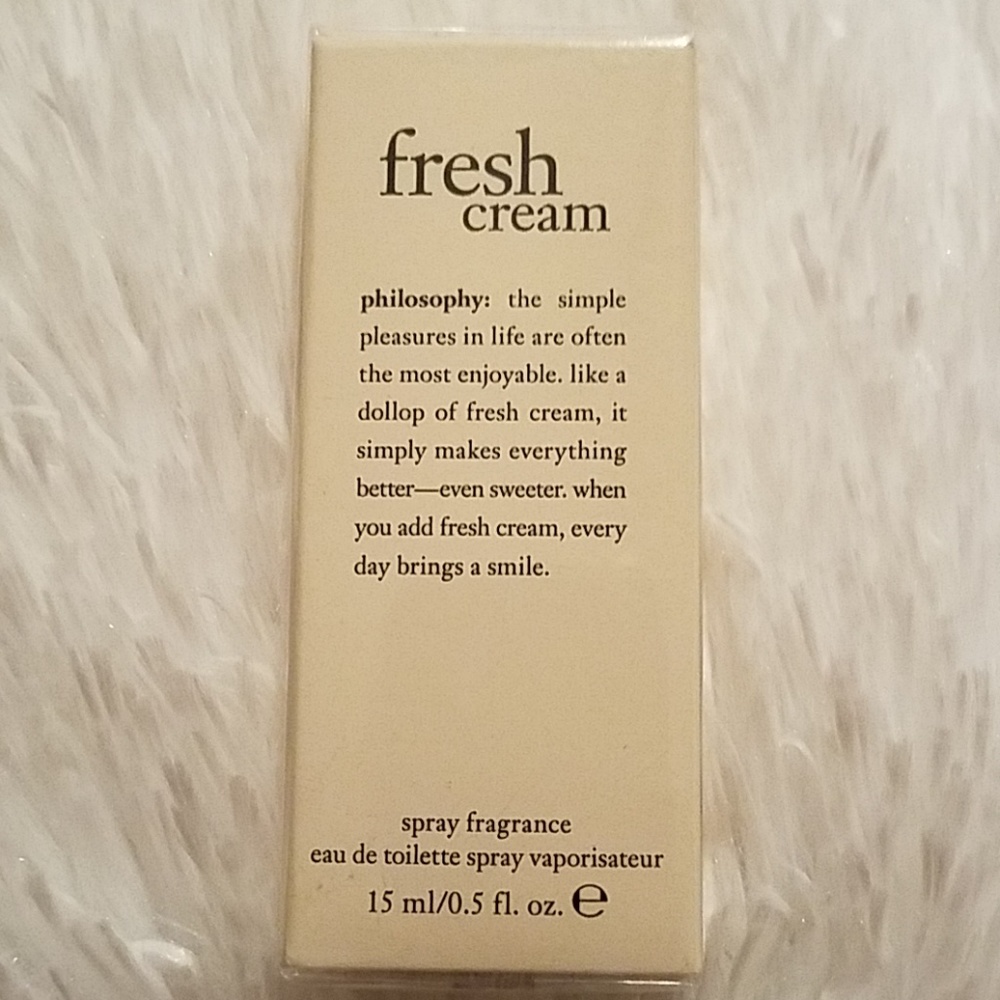 fresh
cream
philosophy: the simple
pleasures in life are often
the most enjoyable. like a
dollop of fresh cream, it
simply makes everything
better—even sweeter. when
you add fresh cream, every
day brings a smile.
spray fragrance
eau de toilette spray vaporisateur
15 ml/0.5 fl. oz. ℮